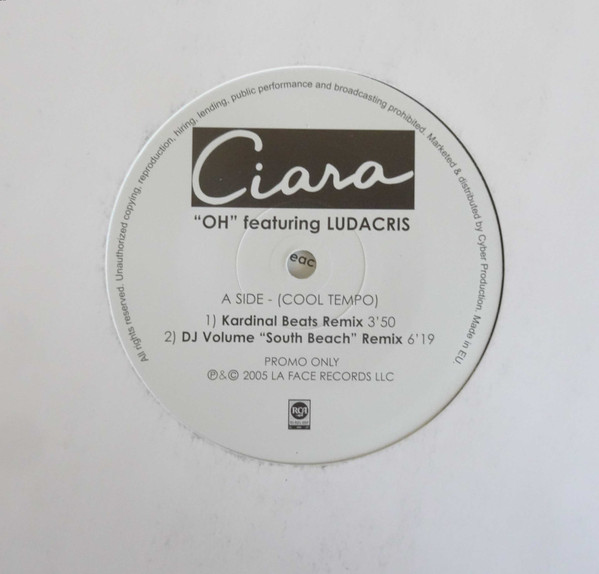 All rights reserved. Unauthorized copying, reproduction, hiring, lending, public performance and broadcasting prohibited. Marketed & distributed by Cyber Production. Made in EU.
Ciara
“OH” featuring LUDACRIS
eac
A SIDE - (COOL TEMPO)
1) Kardinal Beats Remix 3'50
2) DJ Volume “South Beach” Remix 6'19
PROMO ONLY
℗&© 2005 LA FACE RECORDS LLC
RCA